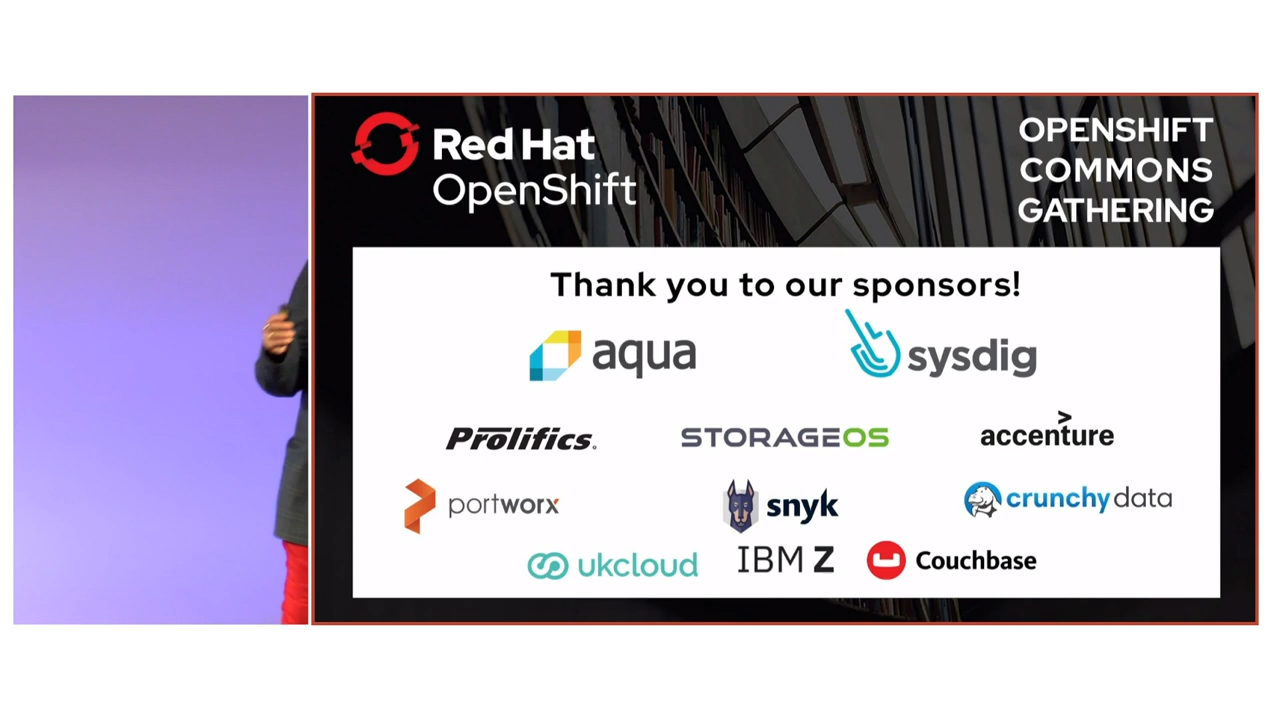 Red Hat
OpenShift
OPENSHIFT
COMMONS
GATHERING
Thank you to our sponsors!
aqua
sysdig
Prolifics.
STORAGEOS
accenture
portworx
snyk
crunchydata
ukcloud
IBM Z
Couchbase